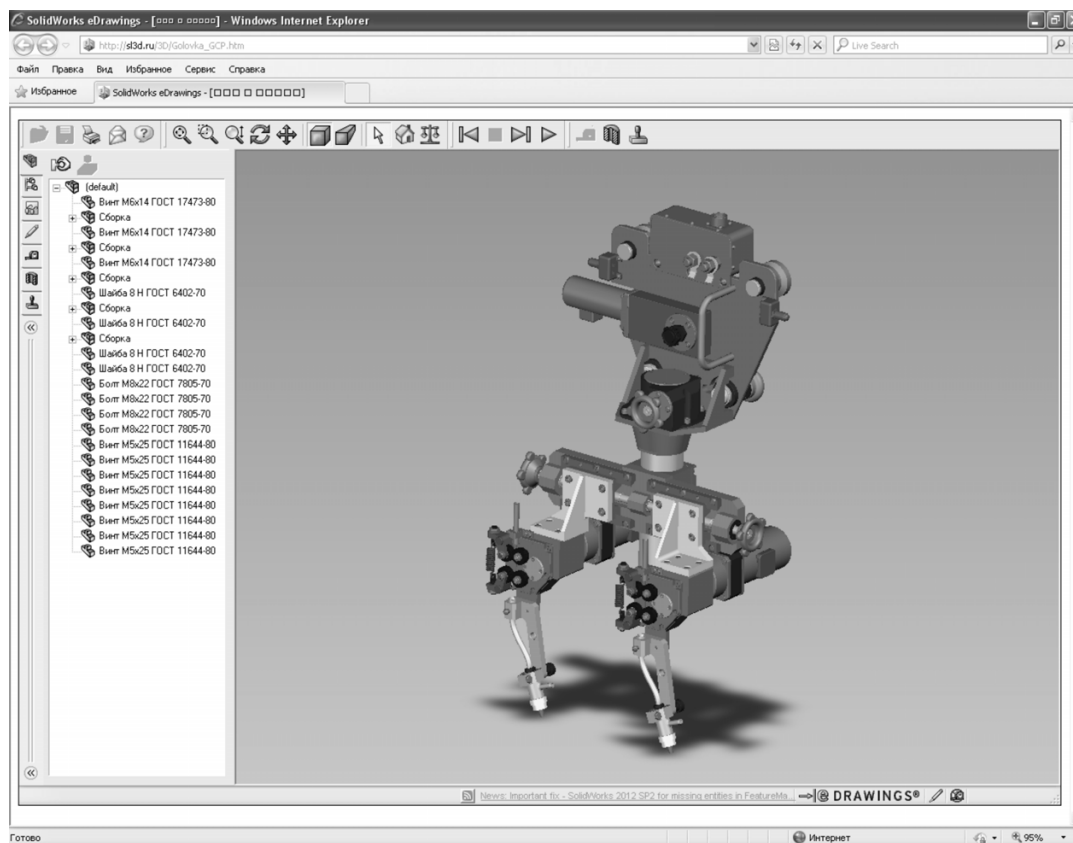 SolidWorks eDrawings - [□□□ □ □□□□□] - Windows Internet Explorer
http://sl3d.ru/3D/Golovka_GCP.htm
Live Search
Файл Правка Вид Избранное Сервис Справка
Избранное
SolidWorks eDrawings - [□□□ □ □□□□□]
(default)
Винт М6х14 ГОСТ 17473-80
Сборка
Винт М6х14 ГОСТ 17473-80
Сборка
Винт М6х14 ГОСТ 17473-80
Сборка
Шайба 8 Н ГОСТ 6402-70
Сборка
Шайба 8 Н ГОСТ 6402-70
Сборка
Шайба 8 Н ГОСТ 6402-70
Шайба 8 Н ГОСТ 6402-70
Болт М8х22 ГОСТ 7805-70
Болт М8х22 ГОСТ 7805-70
Болт М8х22 ГОСТ 7805-70
Болт М8х22 ГОСТ 7805-70
Винт М5х25 ГОСТ 11644-80
Винт М5х25 ГОСТ 11644-80
Винт М5х25 ГОСТ 11644-80
Винт М5х25 ГОСТ 11644-80
Винт М5х25 ГОСТ 11644-80
Винт М5х25 ГОСТ 11644-80
Винт М5х25 ГОСТ 11644-80
Винт М5х25 ГОСТ 11644-80
News: Important fix - SolidWorks 2012 SP2 for missing entities in FeatureMa...
DRAWINGS®
Готово
Интернет
95%